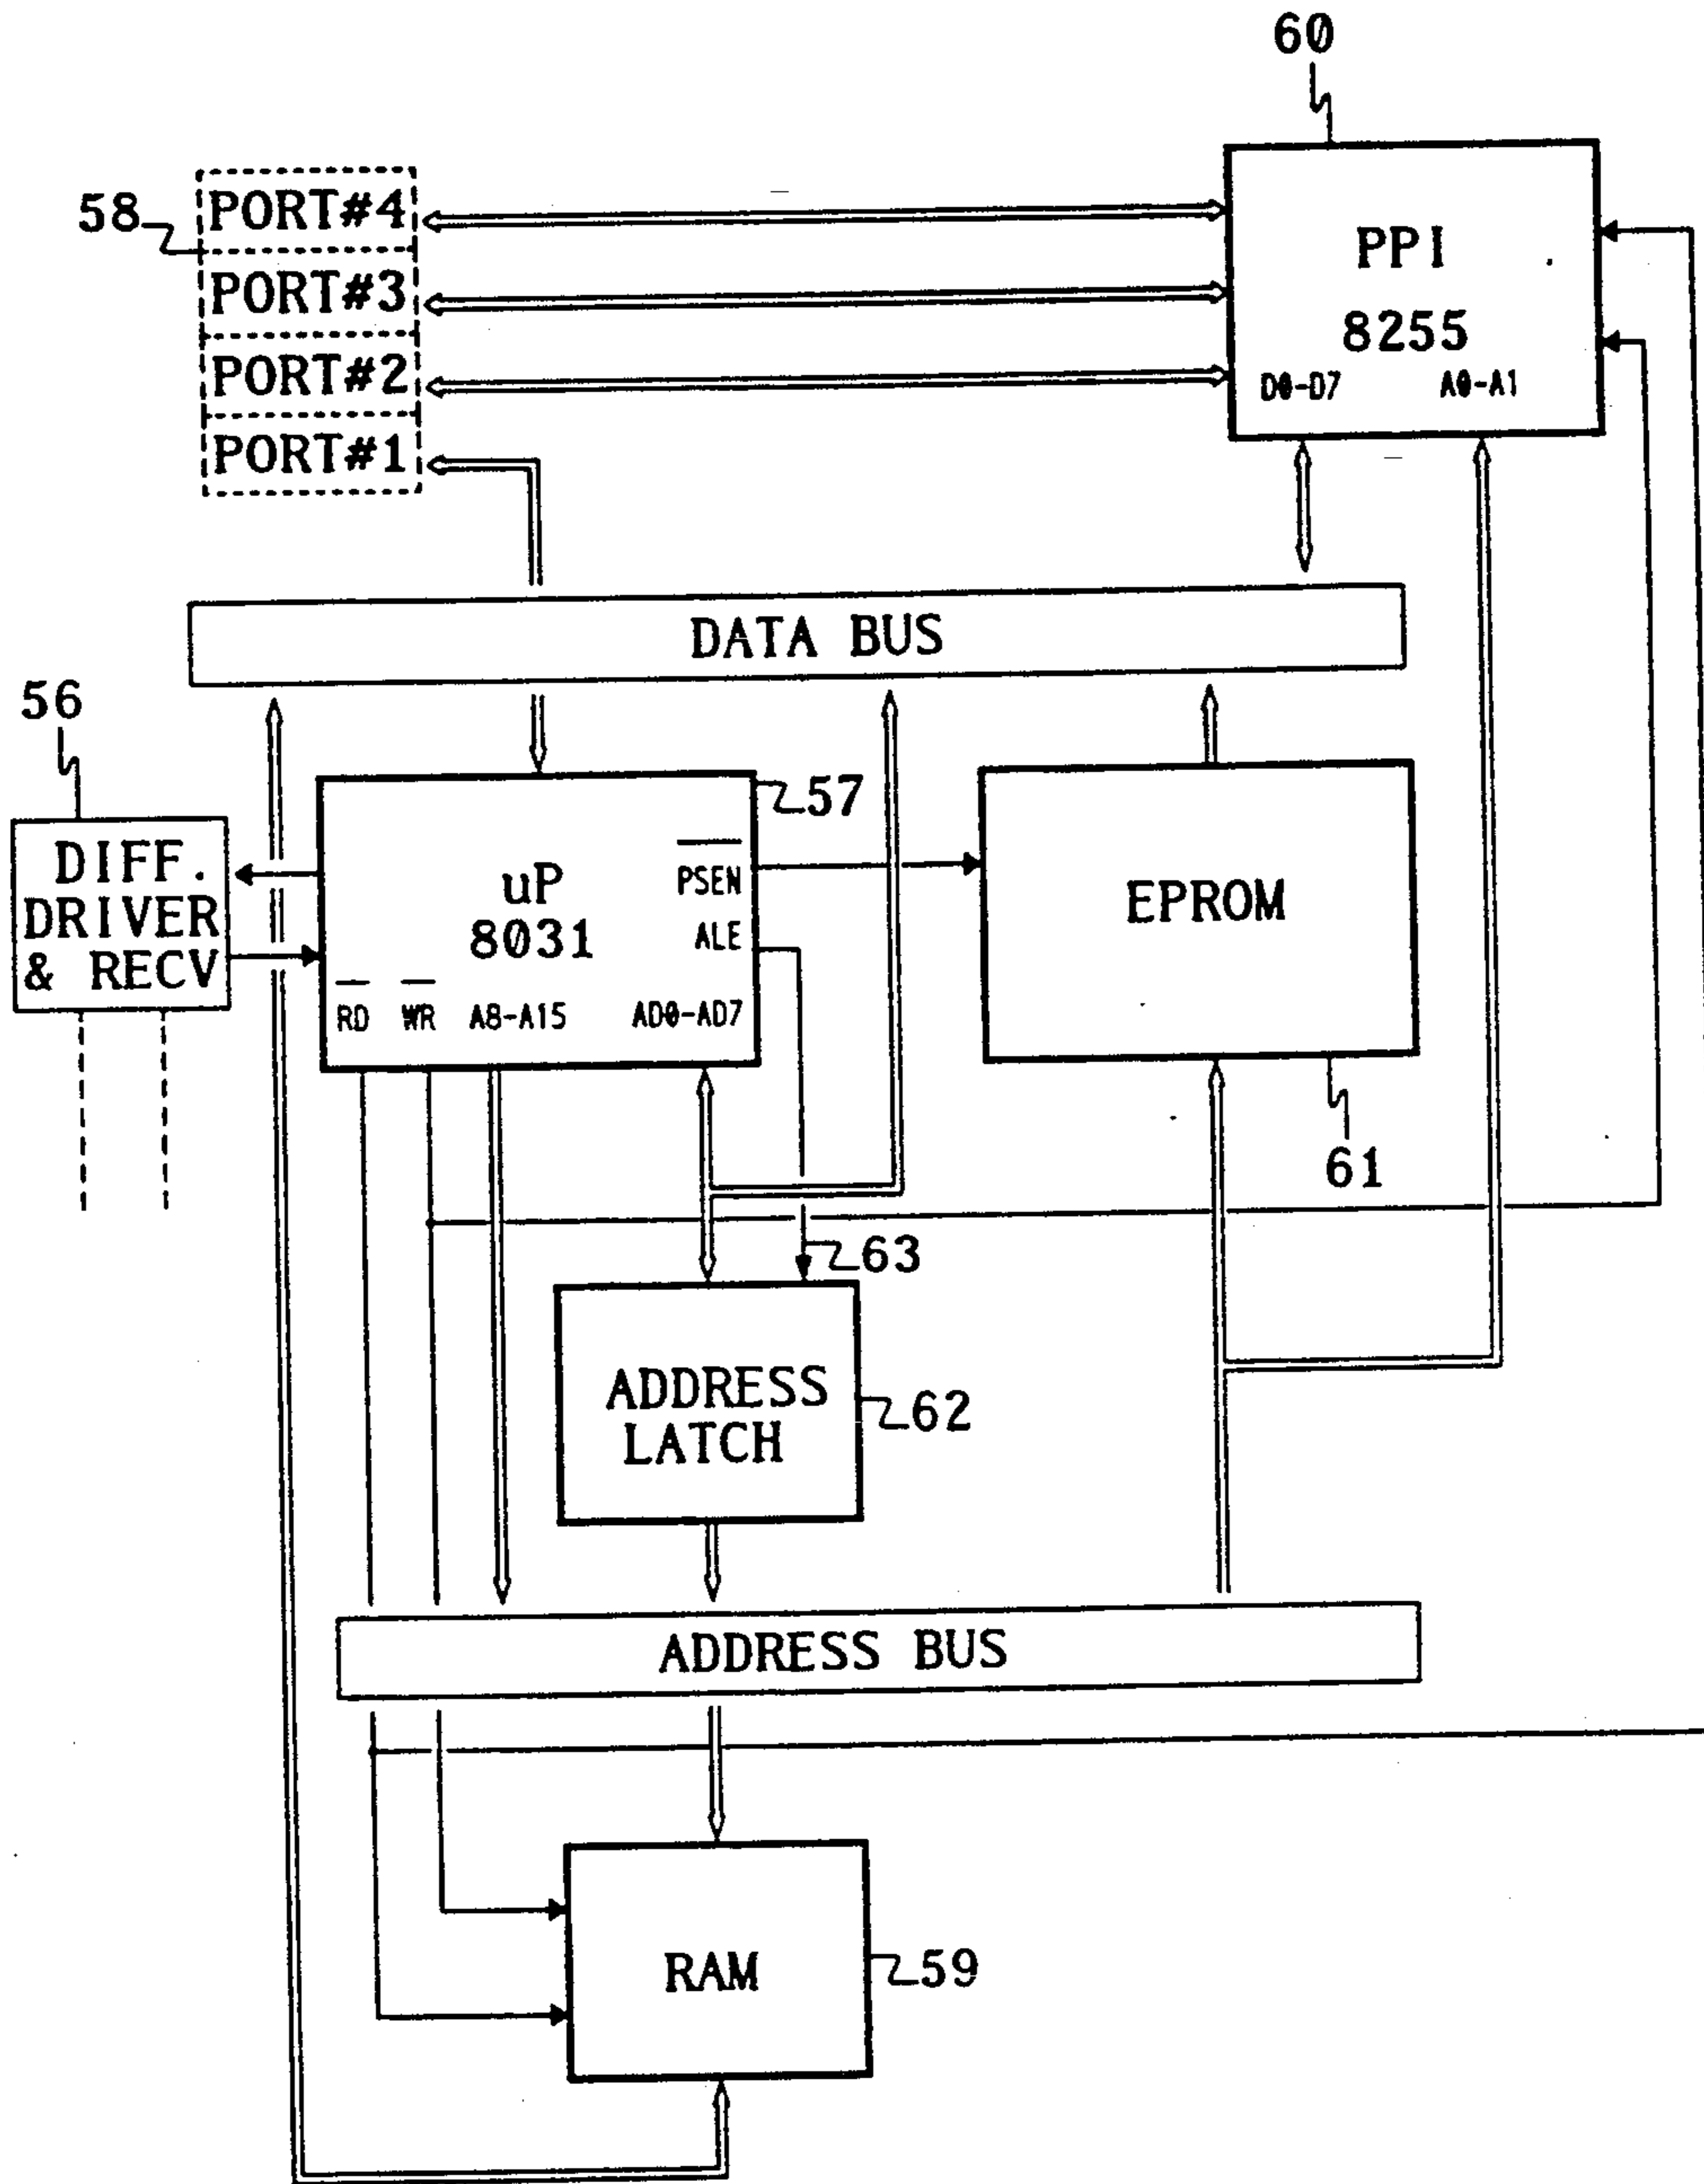 60
58
PORT#4
PORT#3
PORT#2
PORT#1
PPI
8255
D0-D7 A0-A1
DATA BUS
56
57
DIFF.
DRIVER
& RECV
uP
8031
PSEN
ALE
RD WR A8-A15 AD0-AD7
EPROM
61
63
ADDRESS
LATCH
62
ADDRESS BUS
RAM
59